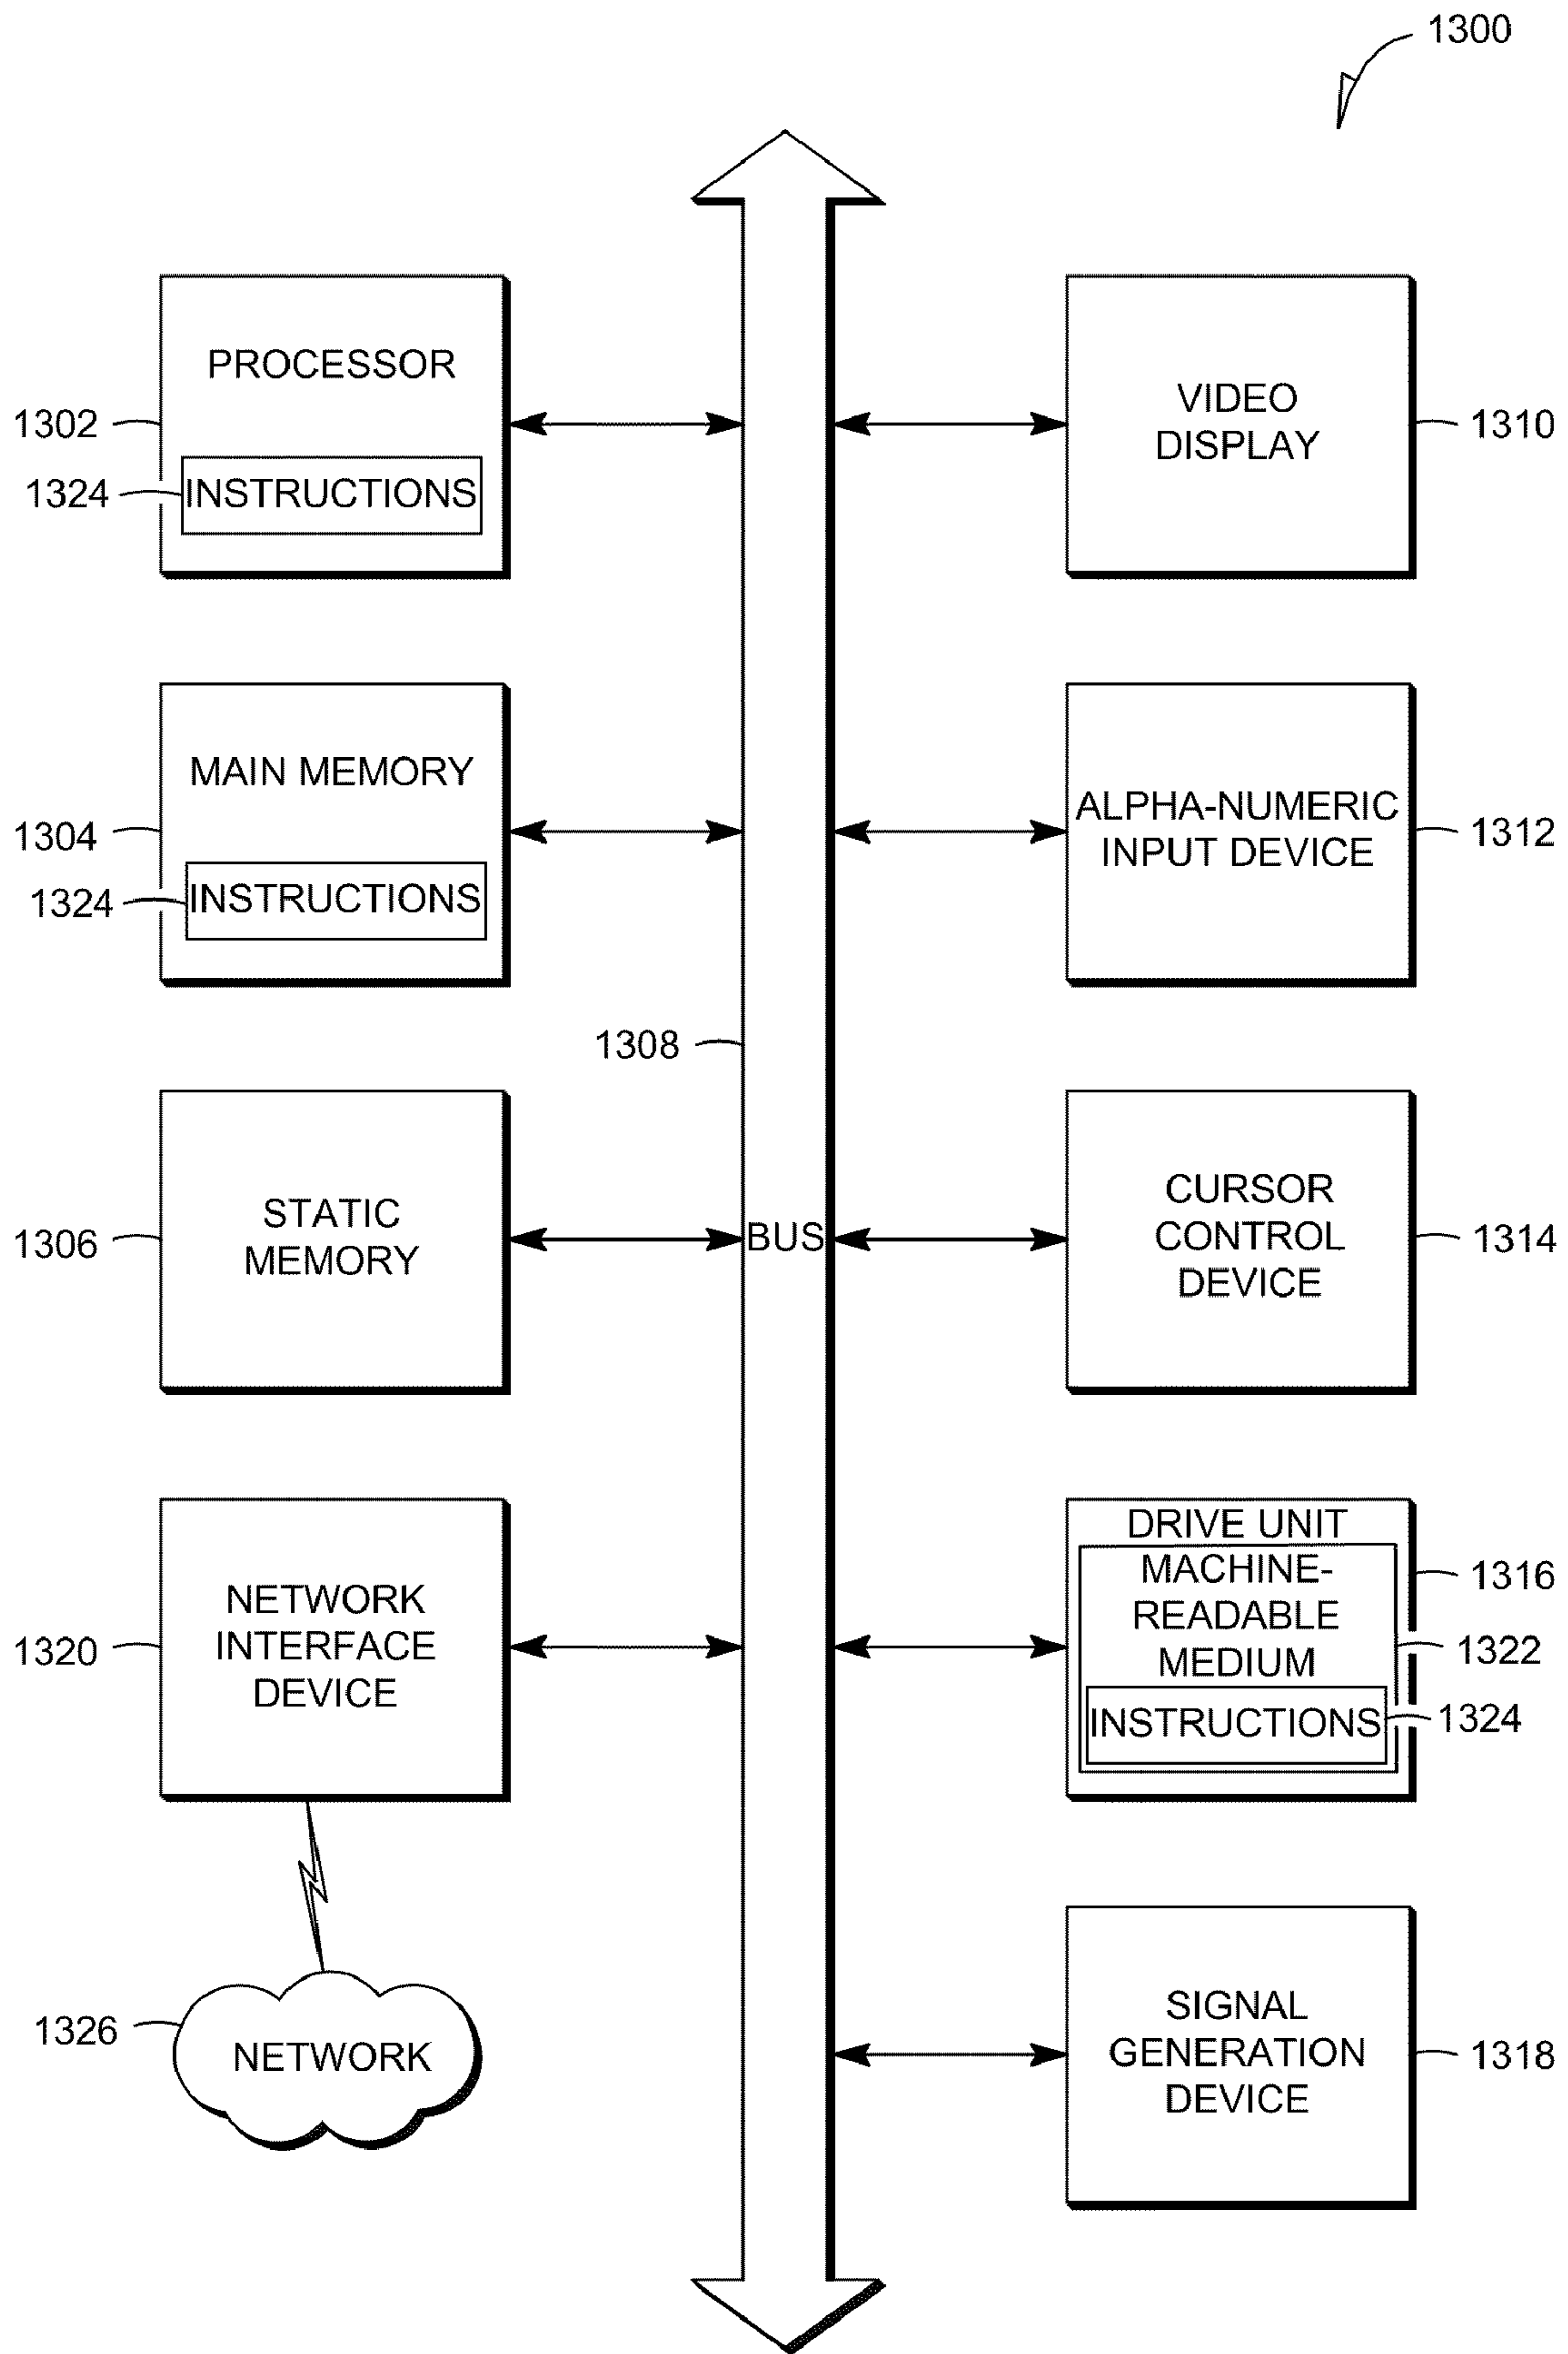 1300
PROCESSOR
1302
1324
INSTRUCTIONS
VIDEO
DISPLAY
1310
MAIN MEMORY
1304
1324
INSTRUCTIONS
ALPHA-NUMERIC
INPUT DEVICE
1312
1308
STATIC
MEMORY
1306
BUS
CURSOR
CONTROL
DEVICE
1314
NETWORK
INTERFACE
DEVICE
1320
DRIVE UNIT
MACHINE-
READABLE
MEDIUM
INSTRUCTIONS
1316
1322
1324
1326
NETWORK
SIGNAL
GENERATION
DEVICE
1318